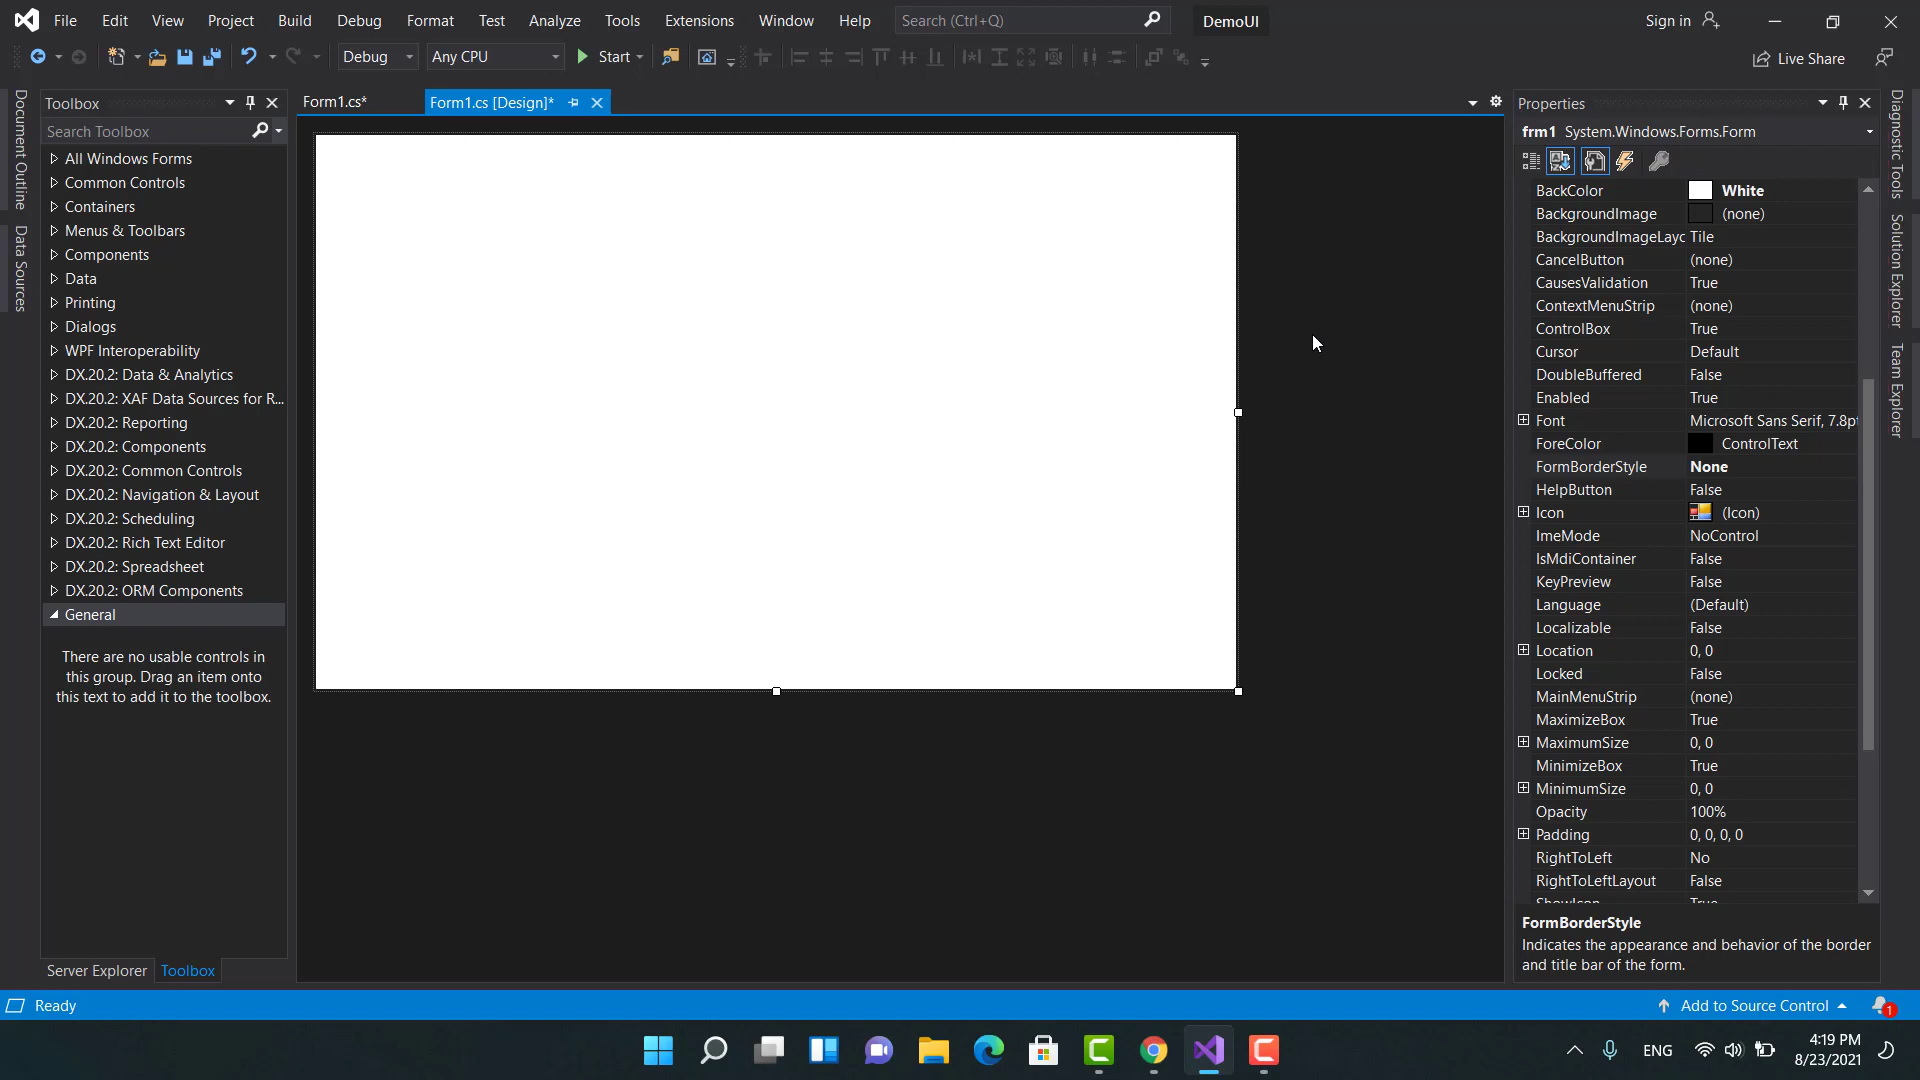 File Edit View Project Build Debug Format Test Analyze Tools Extensions Window Help Search (Ctrl+Q) DemoUI Sign in
Debug Any CPU Start Live Share
Document Outline
Data Sources
Toolbox
Search Toolbox
All Windows Forms
Common Controls
Containers
Menus & Toolbars
Components
Data
Printing
Dialogs
WPF Interoperability
DX.20.2: Data & Analytics
DX.20.2: XAF Data Sources for R...
DX.20.2: Reporting
DX.20.2: Components
DX.20.2: Common Controls
DX.20.2: Navigation & Layout
DX.20.2: Scheduling
DX.20.2: Rich Text Editor
DX.20.2: Spreadsheet
DX.20.2: ORM Components
General
There are no usable controls in
this group. Drag an item onto
this text to add it to the toolbox.
Server Explorer Toolbox
Form1.cs* Form1.cs [Design]*
Properties
frm1 System.Windows.Forms.Form
BackColor White
BackgroundImage (none)
BackgroundImageLayc Tile
CancelButton (none)
CausesValidation True
ContextMenuStrip (none)
ControlBox True
Cursor Default
DoubleBuffered False
Enabled True
Font Microsoft Sans Serif, 7.8pt
ForeColor ControlText
FormBorderStyle None
HelpButton False
Icon (Icon)
ImeMode NoControl
IsMdiContainer False
KeyPreview False
Language (Default)
Localizable False
Location 0, 0
Locked False
MainMenuStrip (none)
MaximizeBox True
MaximumSize 0, 0
MinimizeBox True
MinimumSize 0, 0
Opacity 100%
Padding 0, 0, 0, 0
RightToLeft No
RightToLeftLayout False
ShowIcon True
FormBorderStyle
Indicates the appearance and behavior of the border
and title bar of the form.
Diagnostic Tools
Solution Explorer
Team Explorer
Ready Add to Source Control 1
ENG 4:19 PM
8/23/2021